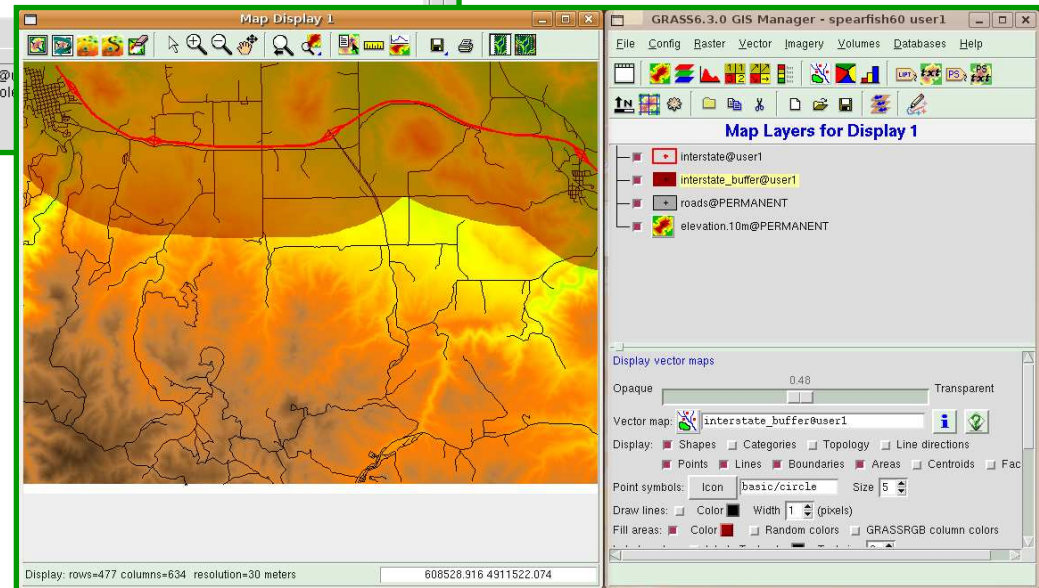 Map Display 1
Display: rows=477 columns=634 resolution=30 meters
608528.916 4911522.074
GRASS6.3.0 GIS Manager - spearfish60 user1
File Config Raster Vector Imagery Volumes Databases Help
Map Layers for Display 1
interstate@user1
interstate_buffer@user1
roads@PERMANENT
elevation.10m@PERMANENT
Display vector maps
Opaque 0.48 Transparent
Vector map: interstate_buffer@user1
Display: Shapes Categories Topology Line directions
Points Lines Boundaries Areas Centroids Fac
Point symbols: Icon basic/circle Size 5
Draw lines: Color Width 1 (pixels)
Fill areas: Color Random colors GRASSRGB column colors